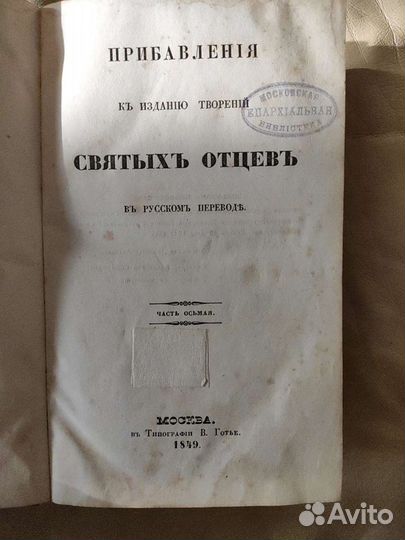 ПРИБАВЛЕНІЯ
КЪ ИЗДАНІЮ ТВОРЕНІЙ
МОСКОВСКАЯ
ЕПАРХІАЛЬНАЯ
БИБЛІОТЕКА
СВЯТЫХЪ ОТЦЕВЪ
ВЪ РУССКОМЪ ПЕРЕВОДѢ.
ЧАСТЬ ОСЬМАЯ.
МОСКВА.
ВЪ ТИПОГРАФІИ В. ГОТЬЕ.
1849.
Avito